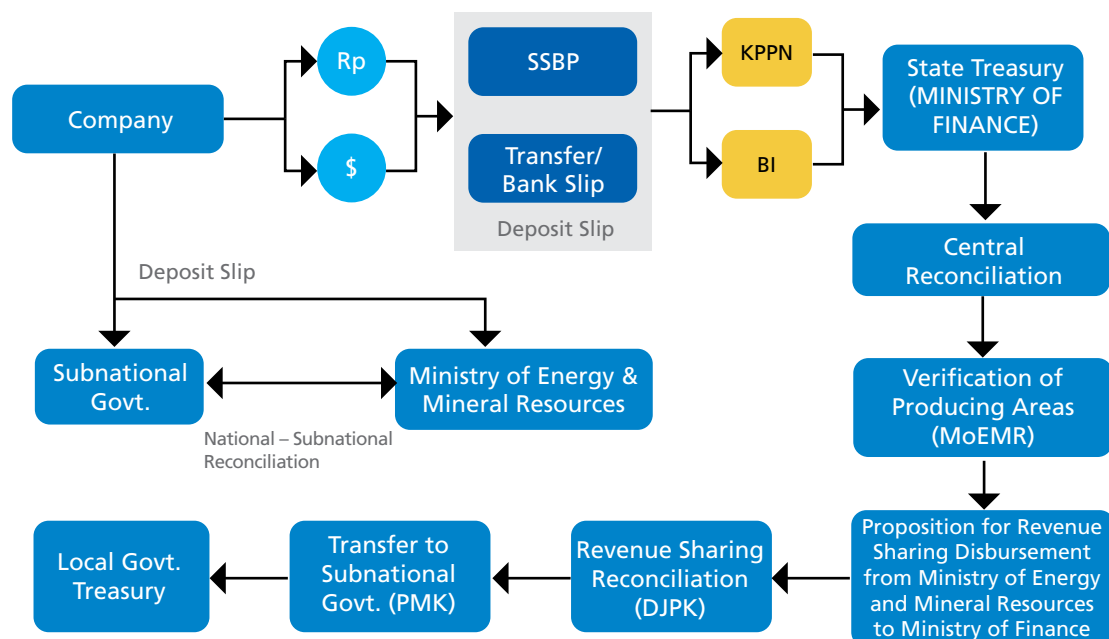 Company
Rp
$
SSBP
Transfer/
Bank Slip
Deposit Slip
KPPN
BI
State Treasury
(MINISTRY OF
FINANCE)
Central
Reconciliation
Deposit Slip
Subnational
Govt.
Ministry of Energy &
Mineral Resources
National – Subnational
Reconciliation
Verification of
Producing Areas
(MoEMR)
Proposition for Revenue
Sharing Disbursement
from Ministry of Energy
and Mineral Resources
to Ministry of Finance
Revenue Sharing
Reconciliation
(DJPK)
Transfer to
Subnational
Govt. (PMK)
Local Govt.
Treasury